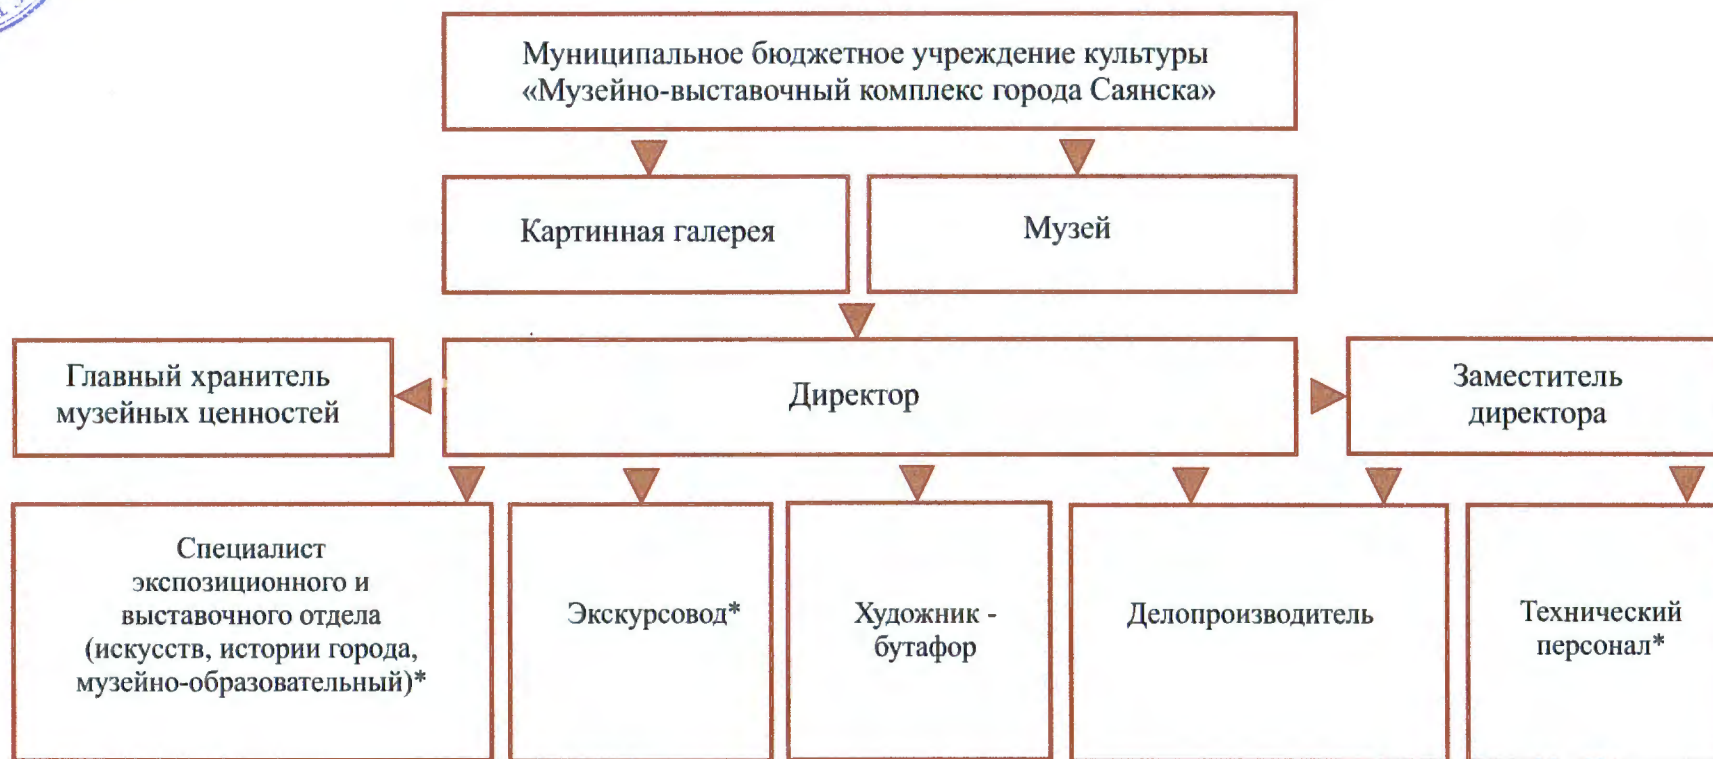 Муниципальное бюджетное учреждение культуры
«Музейно-выставочный комплекс города Саянска»
Картинная галерея
Музей
Главный хранитель
музейных ценностей
Директор
Заместитель
директора
Специалист
экспозиционного и
выставочного отдела
(искусств, истории города,
музейно-образовательный)*
Экскурсовод*
Художник -
бутафор
Делопроизводитель
Технический
персонал*